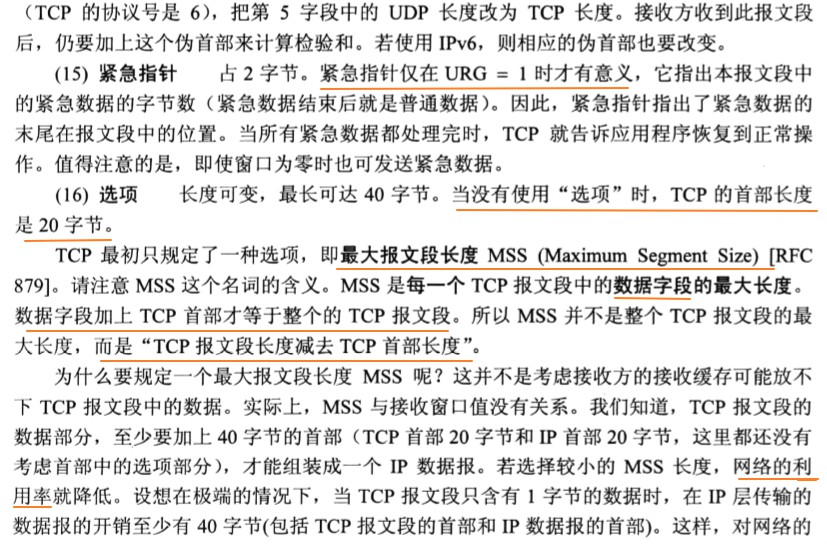 （TCP 的协议号是 6），把第 5 字段中的 UDP 长度改为 TCP 长度。接收方收到此报文段
后，仍要加上这个伪首部来计算检验和。若使用 IPv6，则相应的伪首部也要改变。
(15) 紧急指针 占 2 字节。紧急指针仅在 URG = 1 时才有意义，它指出本报文段中
的紧急数据的字节数（紧急数据结束后就是普通数据）。因此，紧急指针指出了紧急数据的
末尾在报文段中的位置。当所有紧急数据都处理完时，TCP 就告诉应用程序恢复到正常操
作。值得注意的是，即使窗口为零时也可发送紧急数据。
(16) 选项 长度可变，最长可达 40 字节。当没有使用“选项”时，TCP 的首部长度
是 20 字节。
TCP 最初只规定了一种选项，即最大报文段长度 MSS (Maximum Segment Size) [RFC
879]。请注意 MSS 这个名词的含义。MSS 是每一个 TCP 报文段中的数据字段的最大长度。
数据字段加上 TCP 首部才等于整个的 TCP 报文段。所以 MSS 并不是整个 TCP 报文段的最
大长度，而是“TCP 报文段长度减去 TCP 首部长度”。
为什么要规定一个最大报文段长度 MSS 呢？这并不是考虑接收方的接收缓存可能放不
下 TCP 报文段中的数据。实际上，MSS 与接收窗口值没有关系。我们知道，TCP 报文段的
数据部分，至少要加上 40 字节的首部（TCP 首部 20 字节和 IP 首部 20 字节，这里都还没有
考虑首部中的选项部分），才能组装成一个 IP 数据报。若选择较小的 MSS 长度，网络的利
用率就降低。设想在极端的情况下，当 TCP 报文段只含有 1 字节的数据时，在 IP 层传输的
数据报的开销至少有 40 字节(包括 TCP 报文段的首部和 IP 数据报的首部)。这样，对网络的